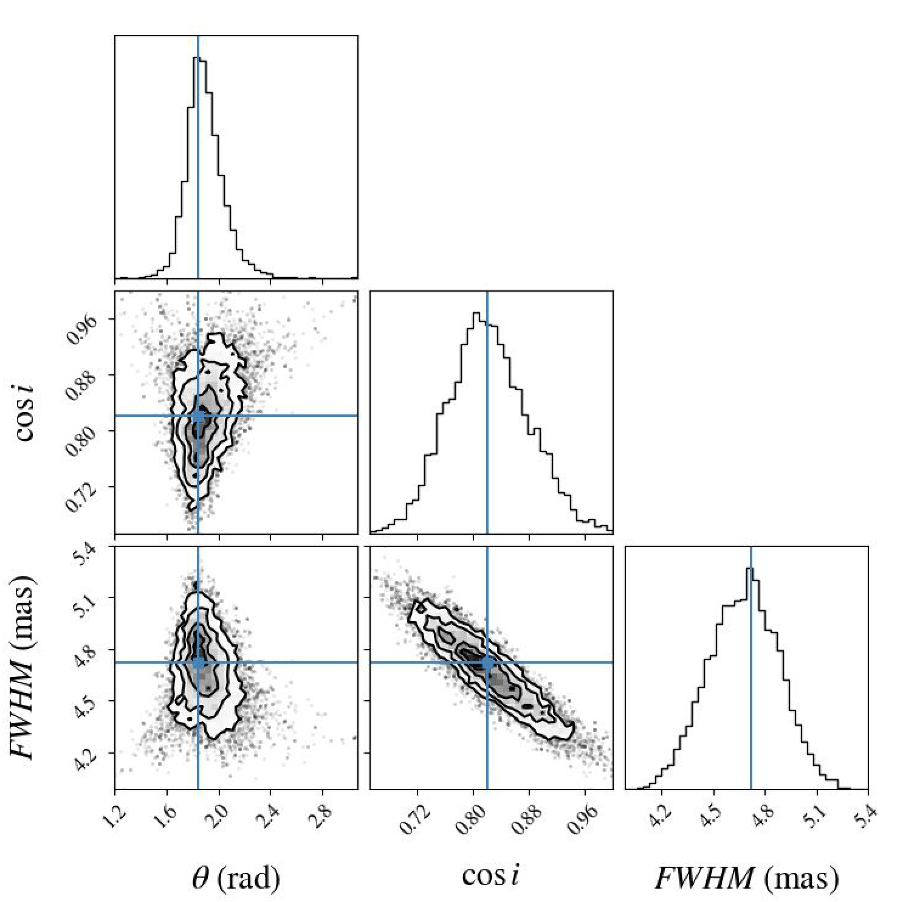 cos i
0.96
0.88
0.80
0.72
FWHM (mas)
5.4
5.1
4.8
4.5
4.2
1.2 1.6 2.0 2.4 2.8
0.72 0.80 0.88 0.96
4.2 4.5 4.8 5.1 5.4
θ (rad) cos i FWHM (mas)